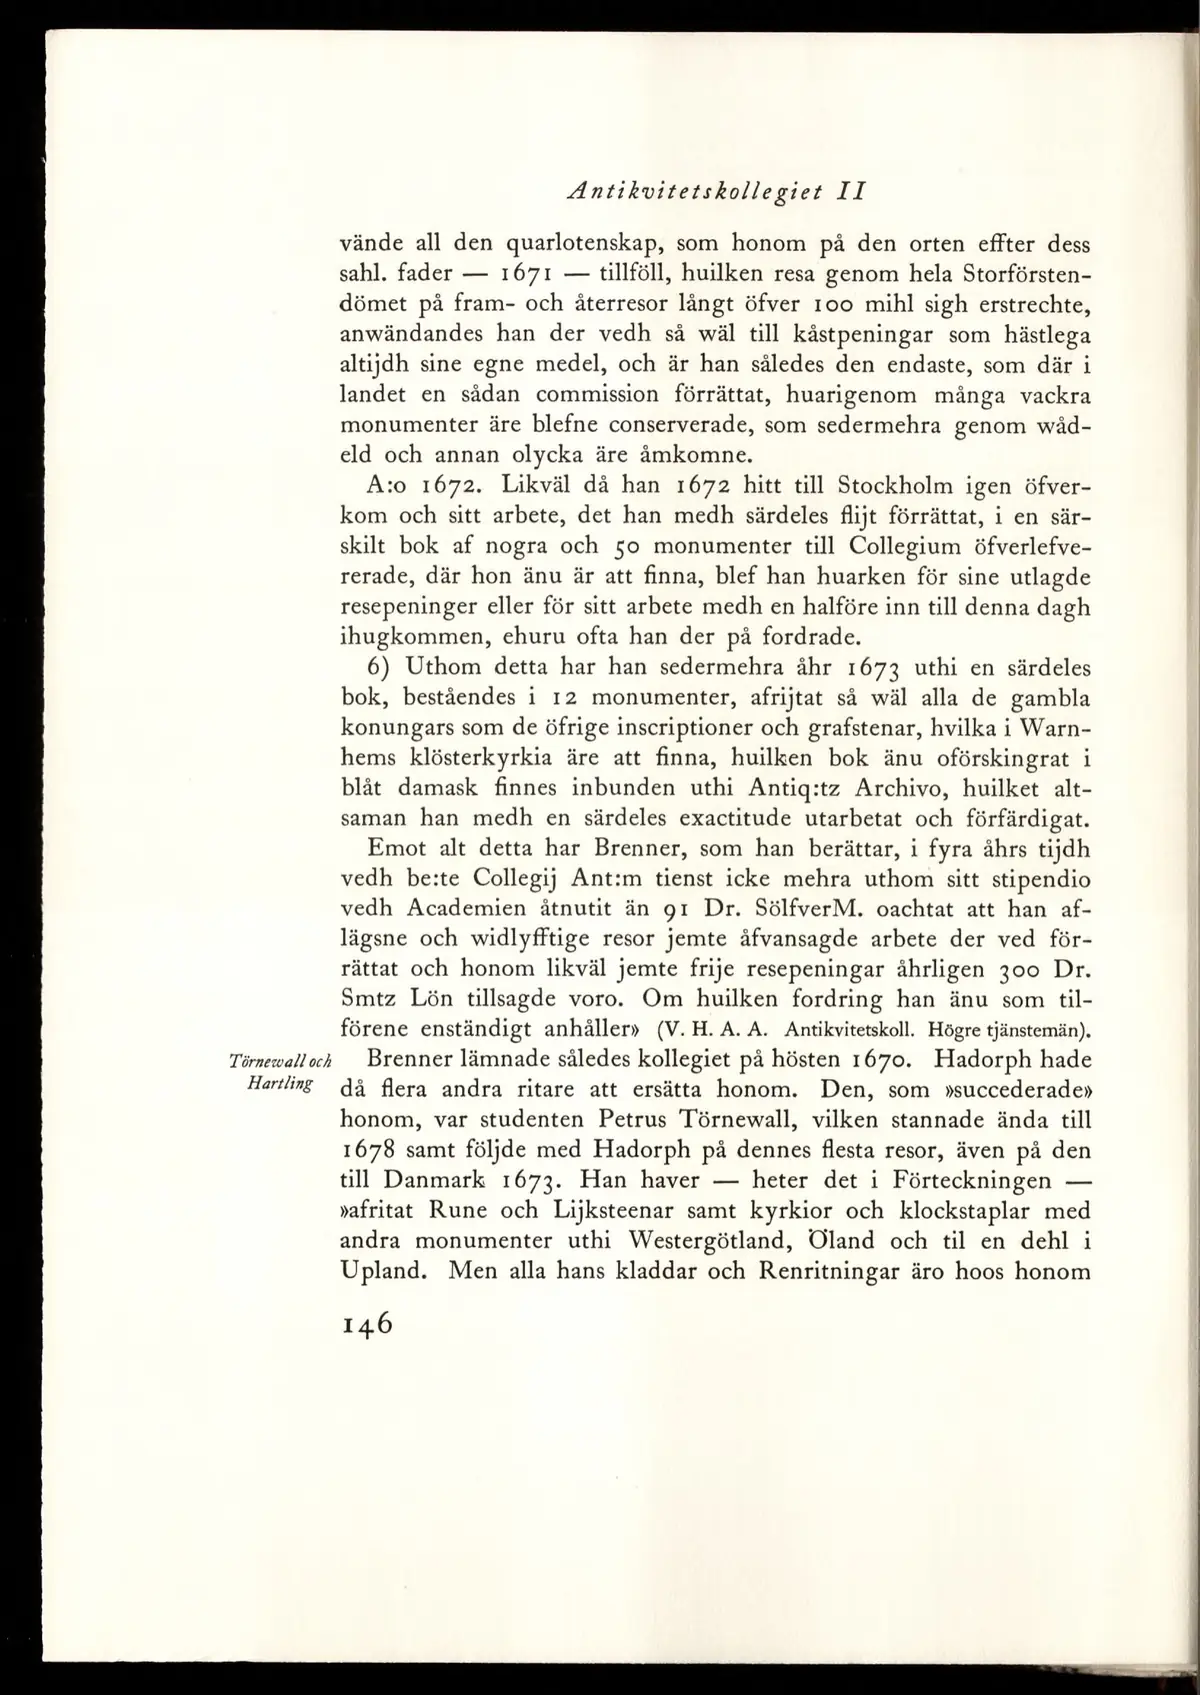 Antikvitetskollegiet II
vände all den quarlotenskap, som honom på den orten effter dess
sahl. fader — 1671 — tillföll, huilken resa genom hela Storförsten-
dömet på fram- och återresor långt öfver 100 mihl sigh erstrechte,
anwändandes han der vedh så wäl till kåstpeningar som hästlega
altijdh sine egne medel, och är han således den endaste, som där i
landet en sådan commission förrättat, huarigenom många vackra
monumenter äre blefne conserverade, som sedermehra genom wåd-
eld och annan olycka äre åmkomne.
A:o 1672. Likväl då han 1672 hitt till Stockholm igen öfver-
kom och sitt arbete, det han medh särdeles flijt förrättat, i en sär-
skilt bok af nogra och 50 monumenter till Collegium öfverlefve-
rerade, där hon änu är att finna, blef han huarken för sine utlagde
resepeninger eller för sitt arbete medh en halföre inn till denna dagh
ihugkommen, ehuru ofta han der på fordrade.
6) Uthom detta har han sedermehra åhr 1673 uthi en särdeles
bok, beståendes i 12 monumenter, afrijtat så wäl alla de gambla
konungars som de öfrige inscriptioner och grafstenar, hvilka i Warn-
hems klösterkyrkia äre att finna, huilken bok änu oförskingrat i
blåt damask finnes inbunden uthi Antiq:tz Archivo, huilket alt-
saman han medh en särdeles exactitude utarbetat och förfärdigat.
Emot alt detta har Brenner, som han berättar, i fyra åhrs tijdh
vedh be:te Collegij Ant:m tienst icke mehra uthom sitt stipendio
vedh Academien åtnutit än 91 Dr. SölfverM. oachtat att han af-
lägsne och widlyfftige resor jemte åfvansagde arbete der ved för-
rättat och honom likväl jemte frije resepeningar åhrligen 300 Dr.
Smtz Lön tillsagde voro. Om huilken fordring han änu som til-
förene enständigt anhåller» (V. H. A. A. Antikvitetskoll. Högre tjänstemän).
Törnewall och
Hartling
Brenner lämnade således kollegiet på hösten 1670. Hadorph hade
då flera andra ritare att ersätta honom. Den, som »succederade»
honom, var studenten Petrus Törnewall, vilken stannade ända till
1678 samt följde med Hadorph på dennes flesta resor, även på den
till Danmark 1673. Han haver — heter det i Förteckningen —
»afritat Rune och Lijksteenar samt kyrkior och klockstaplar med
andra monumenter uthi Westergötland, Öland och til en dehl i
Upland. Men alla hans kladdar och Renritningar äro hoos honom
146